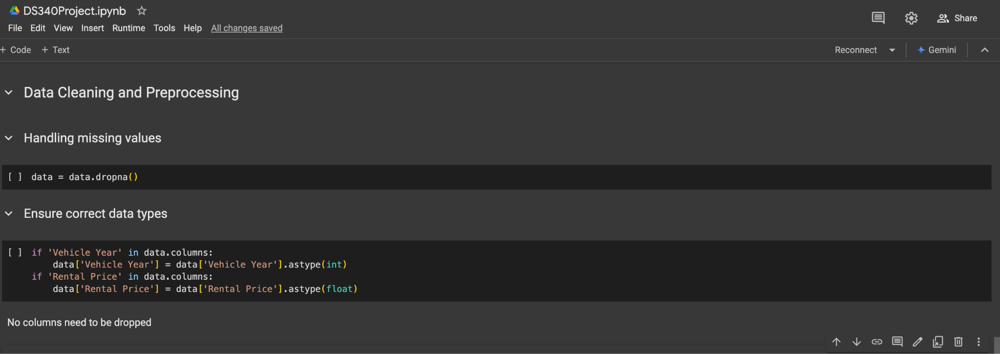 DS340Project.ipynb
File Edit View Insert Runtime Tools Help All changes saved
Share
+ Code + Text
Reconnect
Gemini
Data Cleaning and Preprocessing
Handling missing values
[ ] data = data.dropna()
Ensure correct data types
[ ] if 'Vehicle Year' in data.columns:
data['Vehicle Year'] = data['Vehicle Year'].astype(int)
if 'Rental Price' in data.columns:
data['Rental Price'] = data['Rental Price'].astype(float)
No columns need to be dropped